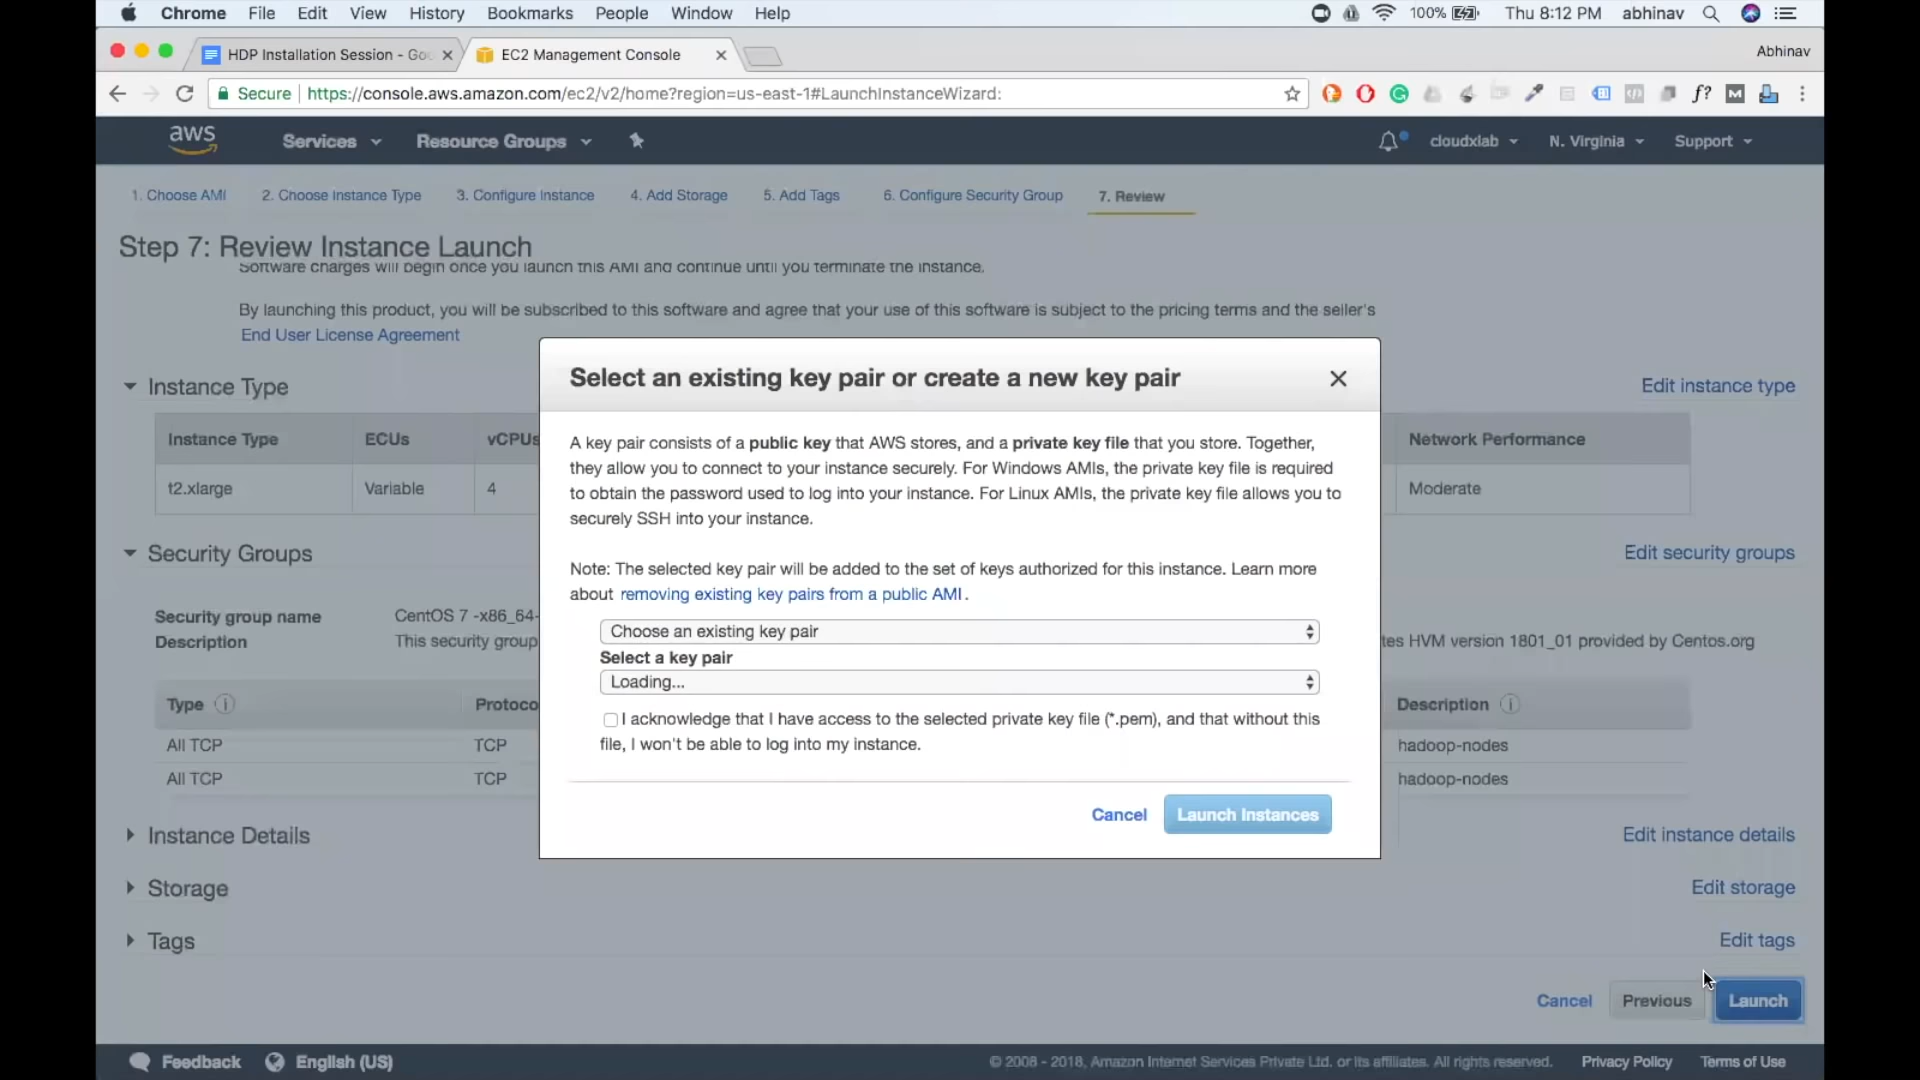 Chrome File Edit View History Bookmarks People Window Help 100% Thu 8:12 PM abhinav
HDP Installation Session - Go EC2 Management Console Abhinav
Secure https://console.aws.amazon.com/ec2/v2/home?region=us-east-1#LaunchInstanceWizard: f? M
aws Services Resource Groups cloudxlab N. Virginia Support
1. Choose AMI 2. Choose Instance Type 3. Configure Instance 4. Add Storage 5. Add Tags 6. Configure Security Group 7. Review
Step 7: Review Instance Launch
Software charges will begin once you launch this AMI and continue until you terminate the instance.
By launching this product, you will be subscribed to this software and agree that your use of this software is subject to the pricing terms and the seller's
End User License Agreement
Select an existing key pair or create a new key pair
A key pair consists of a public key that AWS stores, and a private key file that you store. Together,
they allow you to connect to your instance securely. For Windows AMIs, the private key file is required
to obtain the password used to log into your instance. For Linux AMIs, the private key file allows you to
securely SSH into your instance.
Note: The selected key pair will be added to the set of keys authorized for this instance. Learn more
about removing existing key pairs from a public AMI.
Choose an existing key pair
Select a key pair
Loading...
I acknowledge that I have access to the selected private key file (*.pem), and that without this
file, I won't be able to log into my instance.
Cancel Launch Instances
Instance Type Edit instance type
Instance Type ECUs vCPUs Network Performance
t2.xlarge Variable 4 Moderate
Security Groups Edit security groups
Security group name CentOS 7 -x86_64-
Description This security group tes HVM version 1801_01 provided by Centos.org
Type Protoco Description
All TCP TCP hadoop-nodes
All TCP TCP hadoop-nodes
Instance Details Edit instance details
Storage Edit storage
Tags Edit tags
Cancel Previous Launch
Feedback English (US) © 2008 - 2018, Amazon Internet Services Private Ltd. or its affiliates. All rights reserved. Privacy Policy Terms of Use